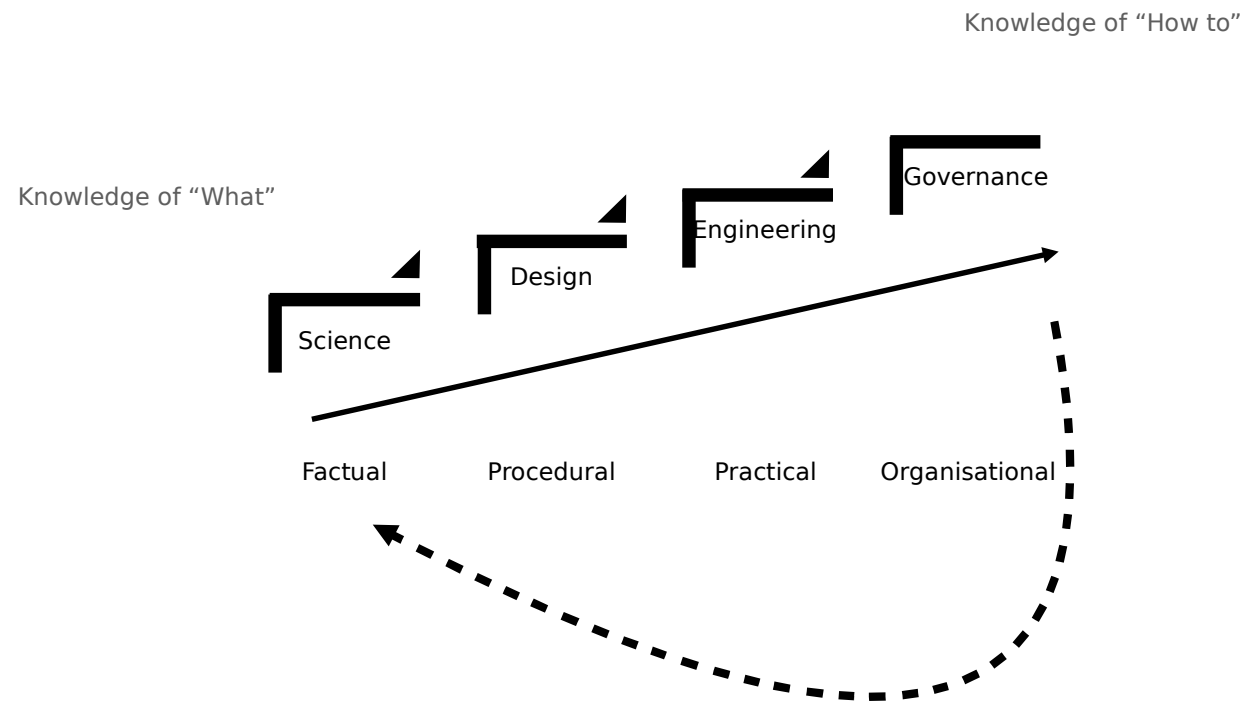 Knowledge of “How to”
Knowledge of “What”
Governance
Engineering
Design
Science
Factual
Procedural
Practical
Organisational